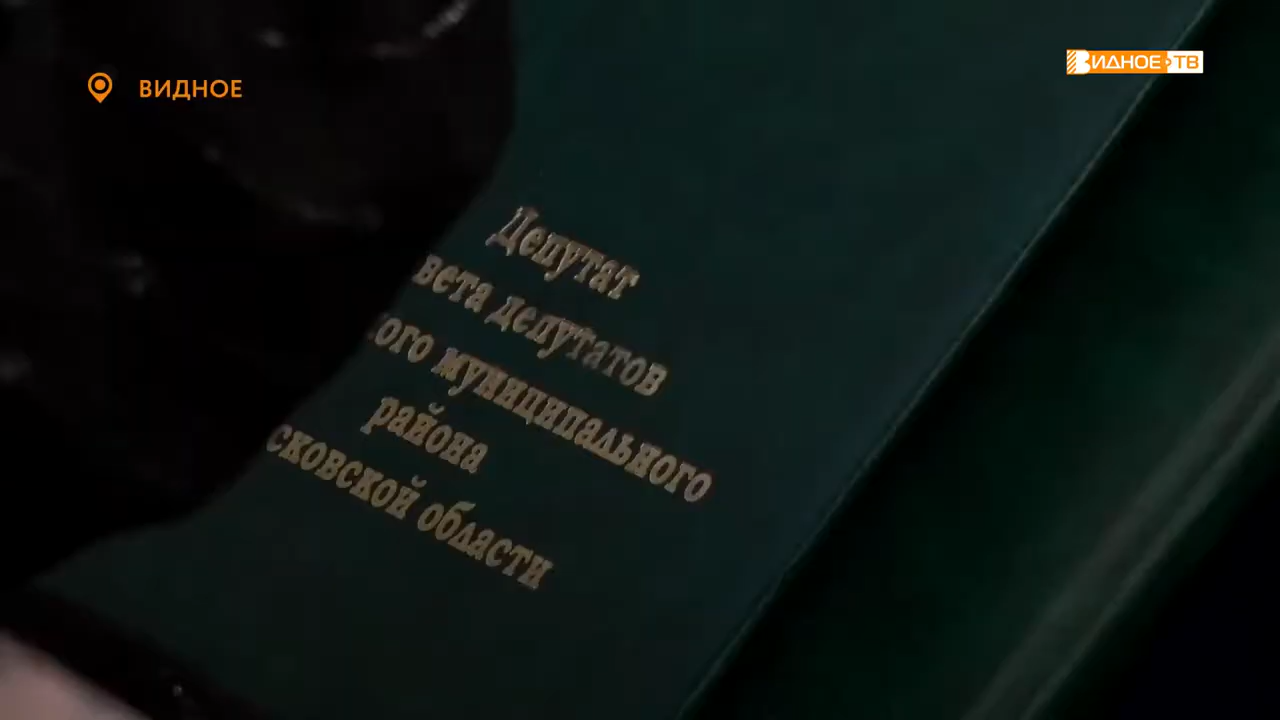 ВИДНОЕ
ВИДНОЕ ТВ
Депутат
вета депутатов
ого муниципального
района
сковской области